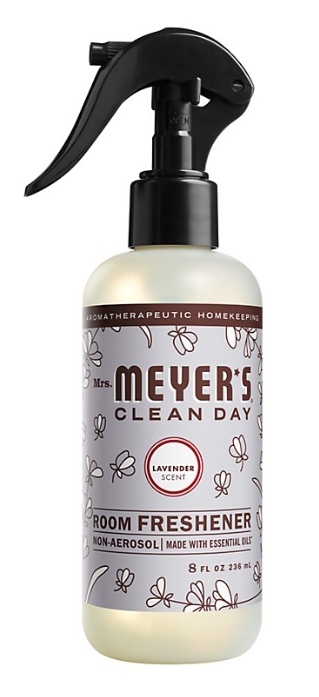 OPEN
AROMATHERAPEUTIC HOMEKEEPING
Mrs. MEYER'S
CLEAN DAY
LAVENDER
SCENT
ROOM FRESHENER
NON-AEROSOL | MADE WITH ESSENTIAL OILS*
8 FL OZ 236 mL